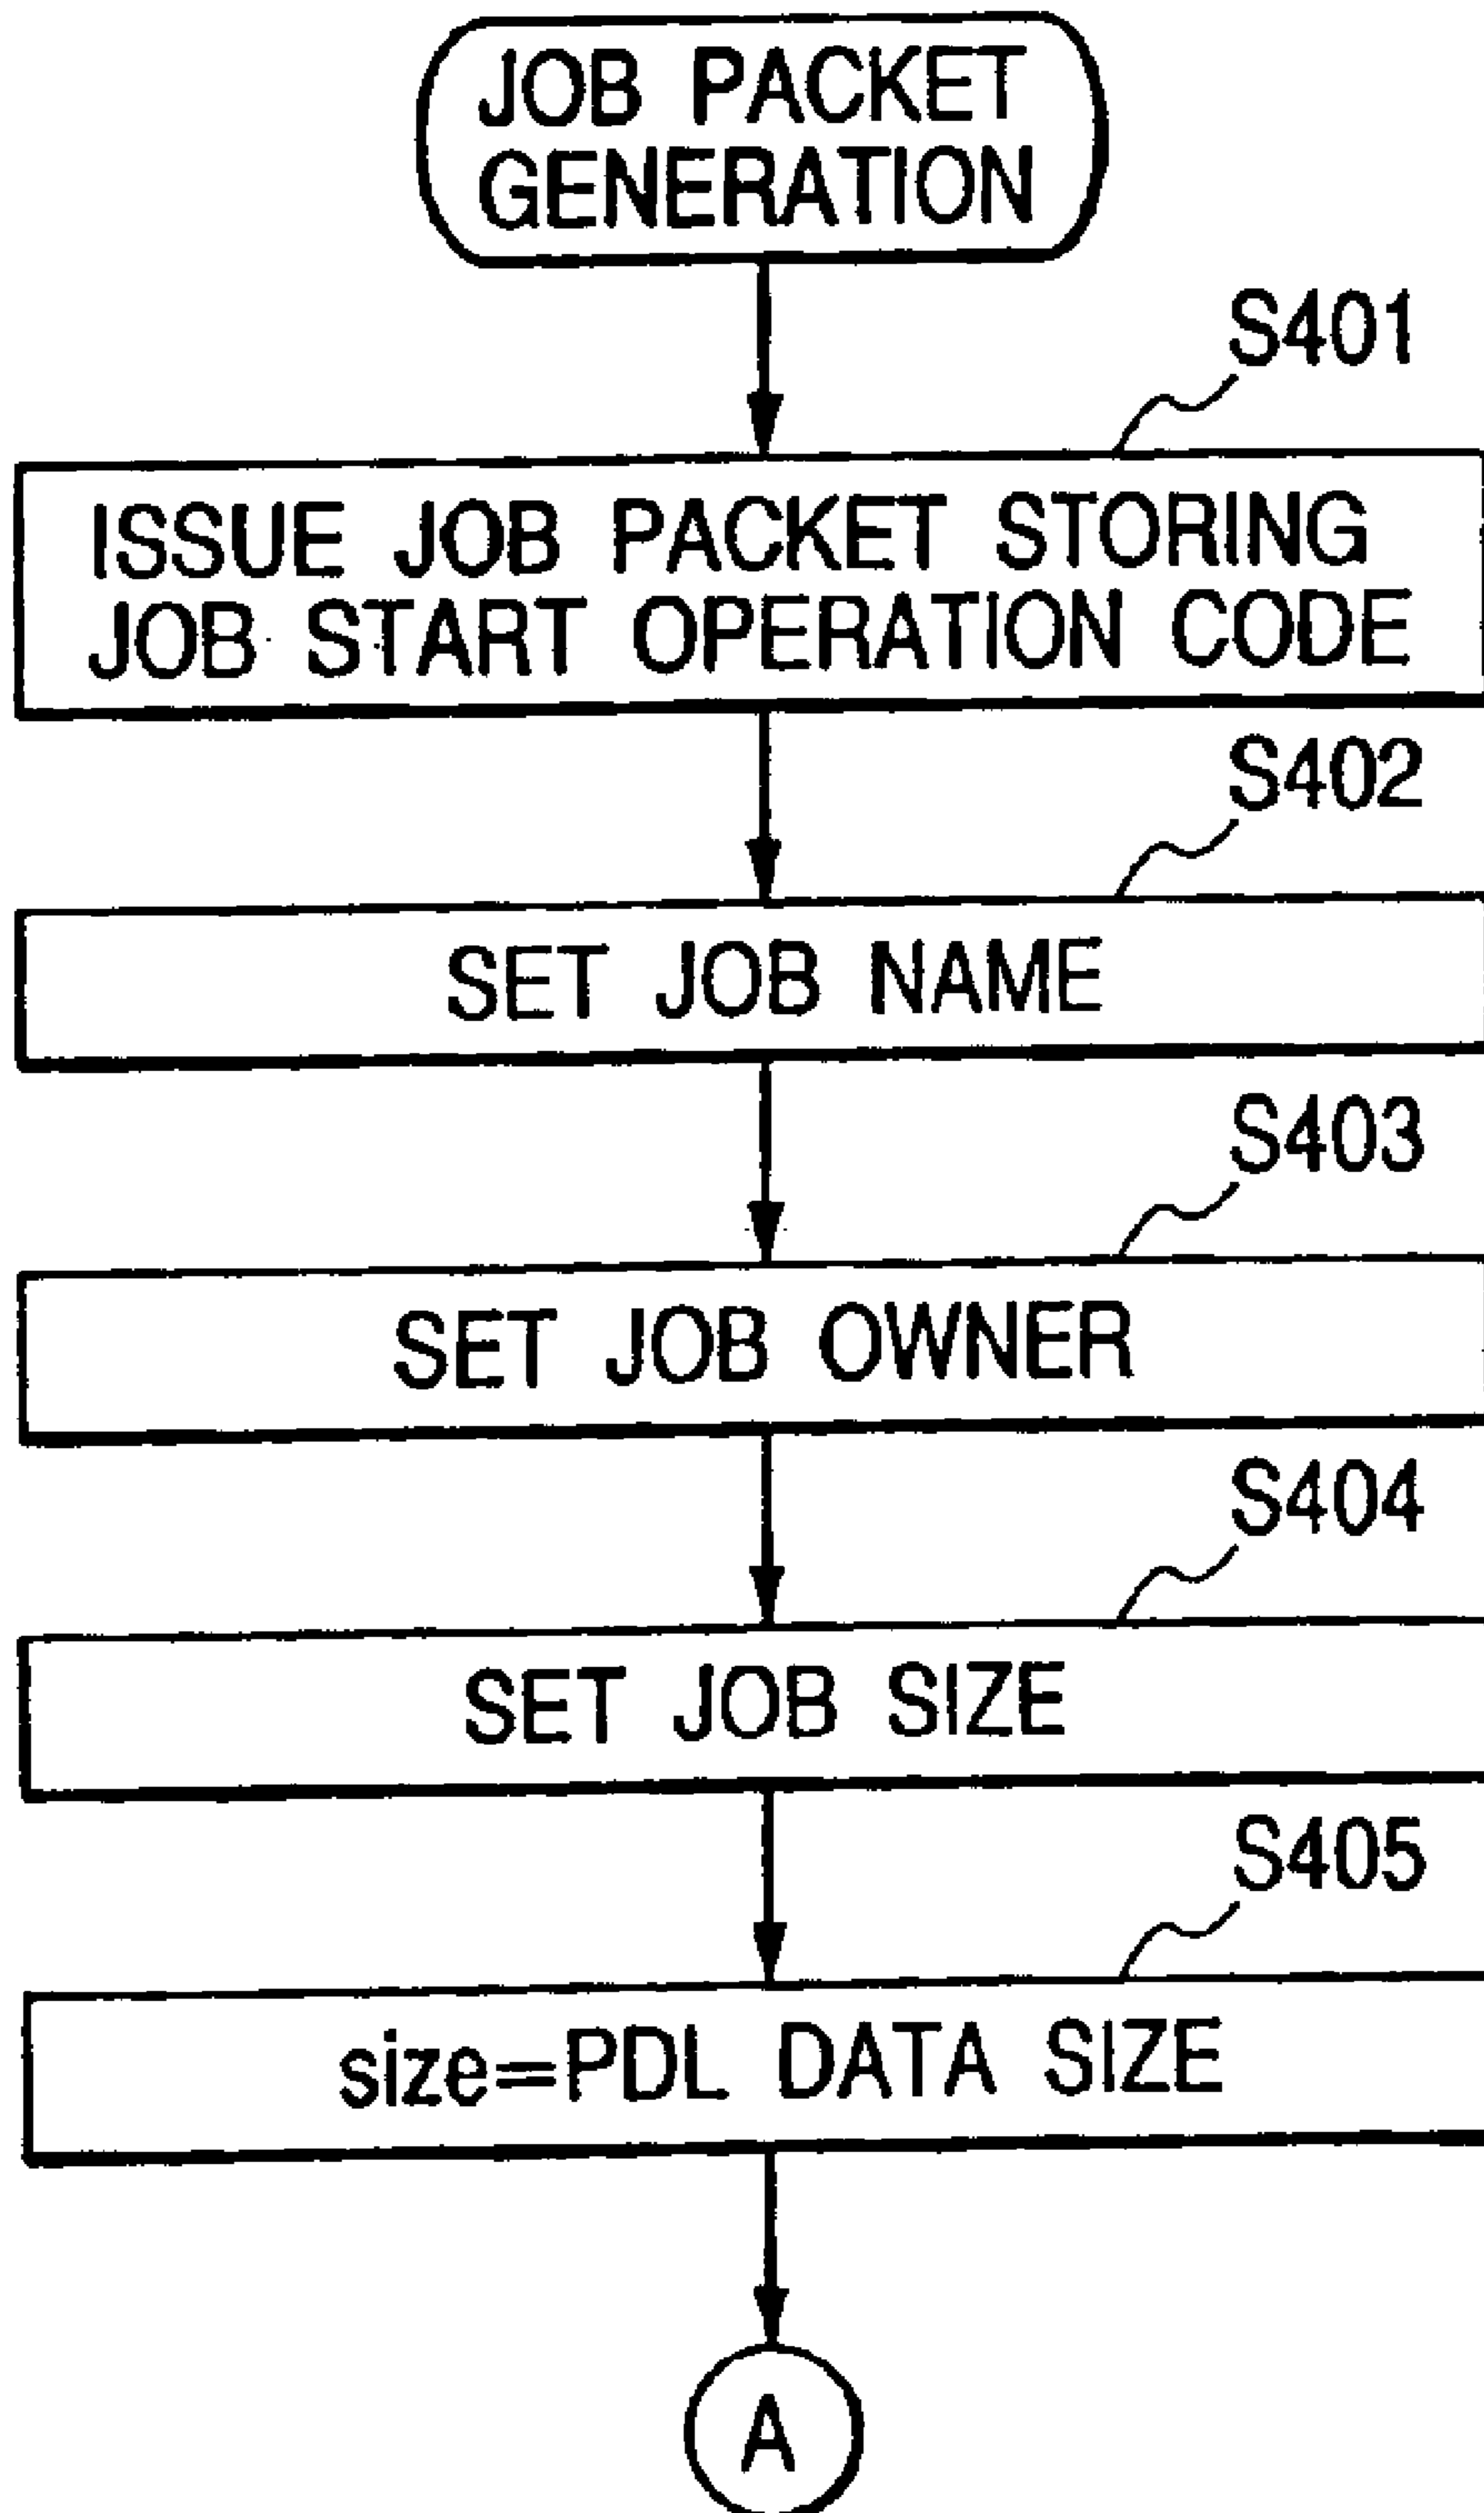 JOB PACKET
GENERATION
S401
ISSUE JOB PACKET STORING
JOB START OPERATION CODE
S402
SET JOB NAME
S403
SET JOB OWNER
S404
SET JOB SIZE
S405
size=PDL DATA SIZE
A